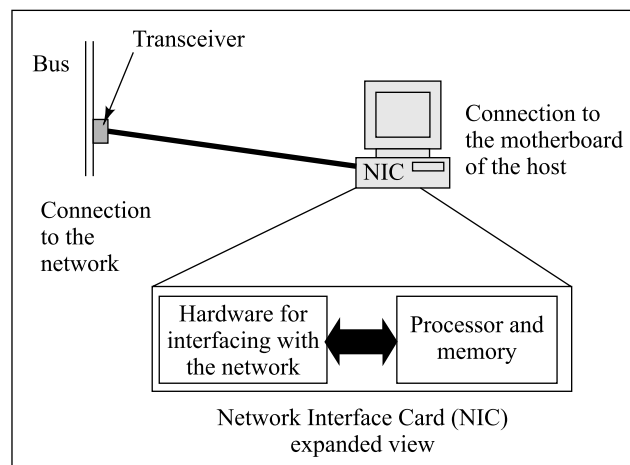 Transceiver
Bus
Connection to
the motherboard
of the host
NIC
Connection
to the
network
Hardware for
interfacing with
the network
Processor and
memory
Network Interface Card (NIC)
expanded view